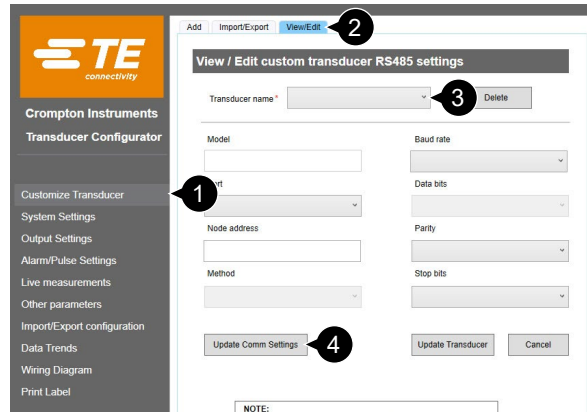 Add Import/Export View/Edit 2
TE
connectivity
Crompton Instruments
Transducer Configurator
Customize Transducer 1
System Settings
Output Settings
Alarm/Pulse Settings
Live measurements
Other parameters
Import/Export configuration
Data Trends
Wiring Diagram
Print Label
View / Edit custom transducer RS485 settings
Transducer name* 3 Delete
Model Baud rate
Data bits
Node address Parity
Method Stop bits
Update Comm Settings 4 Update Transducer Cancel
NOTE: